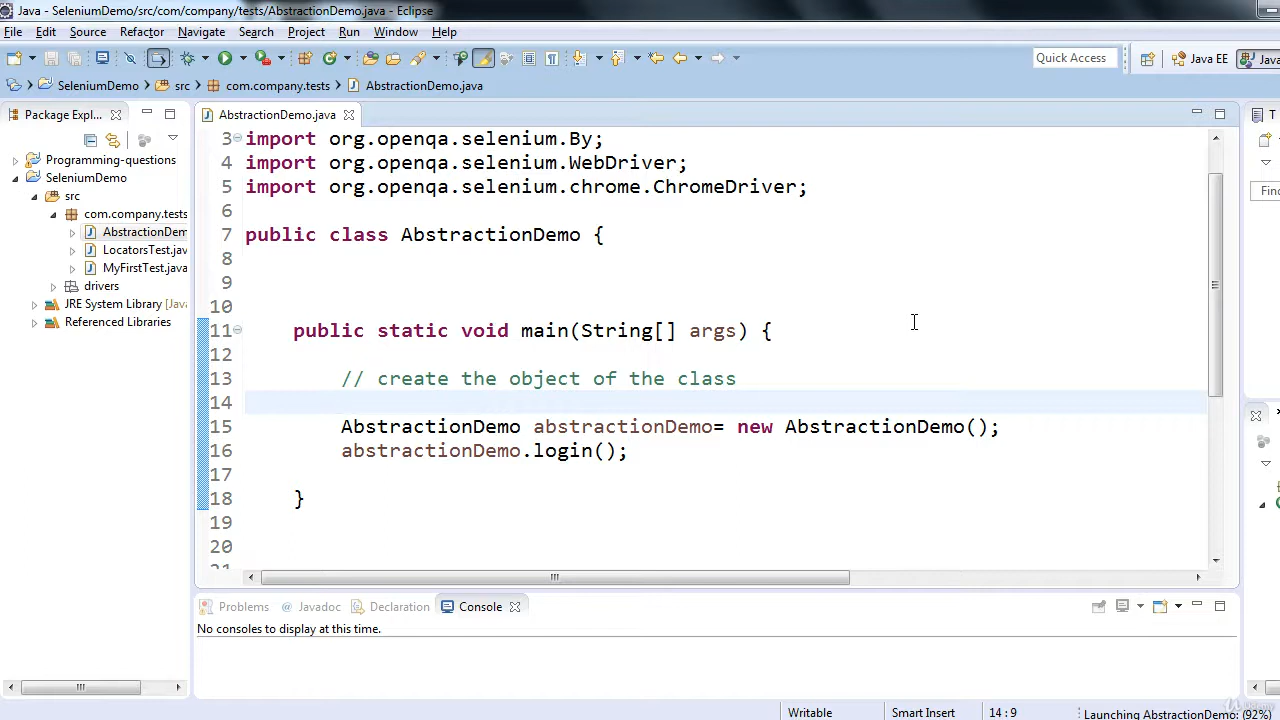 Java - SeleniumDemo/src/com/company/tests/AbstractionDemo.java - Eclipse
File Edit Source Refactor Navigate Search Project Run Window Help
Quick Access
Java EE
Java
SeleniumDemo src com.company.tests AbstractionDemo.java
Package Expl...
AbstractionDemo.java
T
Programming-questions
SeleniumDemo
src
com.company.tests
AbstractionDem
LocatorsTest.jav
MyFirstTest.java
drivers
JRE System Library [Java
Referenced Libraries
3 import org.openqa.selenium.By;
4 import org.openqa.selenium.WebDriver;
5 import org.openqa.selenium.chrome.ChromeDriver;
6
7 public class AbstractionDemo {
8
9
10
11 public static void main(String[] args) {
12
13 // create the object of the class
14
15 AbstractionDemo abstractionDemo= new AbstractionDemo();
16 abstractionDemo.login();
17
18 }
19
20
21
Find
Problems Javadoc Declaration Console
No consoles to display at this time.
Writable Smart Insert 14 : 9 Launching AbstractionDemo: (92%)